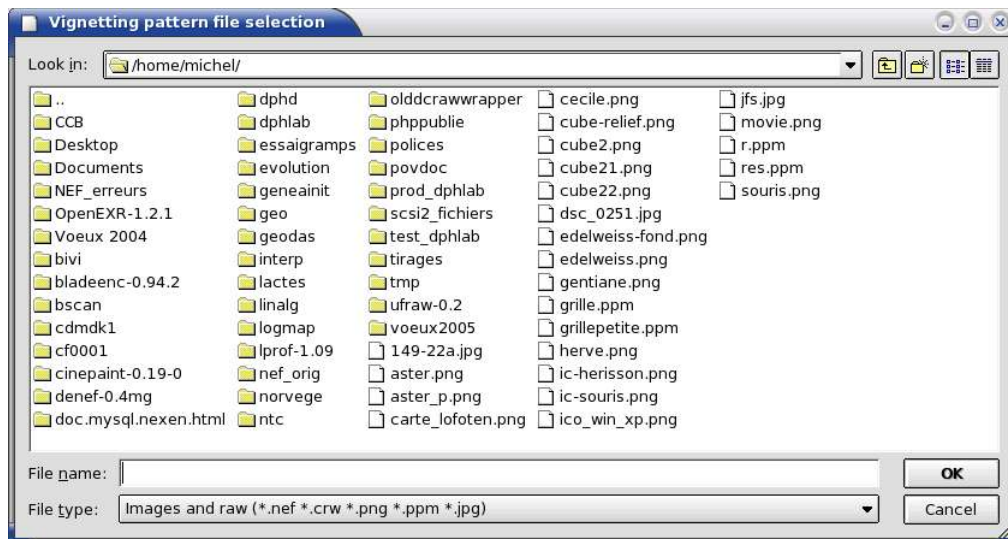 Vignetting pattern file selection
Look in: /home/michel/
..
CCB
Desktop
Documents
NEF_erreurs
OpenEXR-1.2.1
Voeux 2004
bivi
bladeenc-0.94.2
bscan
cdmdk1
cf0001
cinepaint-0.19-0
denef-0.4mg
doc.mysql.nexen.html
dphd
dphlab
essaigramps
evolution
geneainit
geo
geodas
interp
lactes
linalg
logmap
lprof-1.09
nef_orig
norvege
ntc
olddcrawwrapper
phppublie
polices
povdoc
prod_dphlab
scsi2_fichiers
test_dphlab
tirages
tmp
ufraw-0.2
voeux2005
149-22a.jpg
aster.png
aster_p.png
carte_lofoten.png
cecile.png
cube-relief.png
cube2.png
cube21.png
cube22.png
dsc_0251.jpg
edelweiss-fond.png
edelweiss.png
gentiane.png
grille.ppm
grillepetite.ppm
herve.png
ic-herisson.png
ic-souris.png
ico_win_xp.png
jfs.jpg
movie.png
r.ppm
res.ppm
souris.png
File name: OK
File type: Images and raw (*.nef *.crw *.png *.ppm *.jpg) Cancel